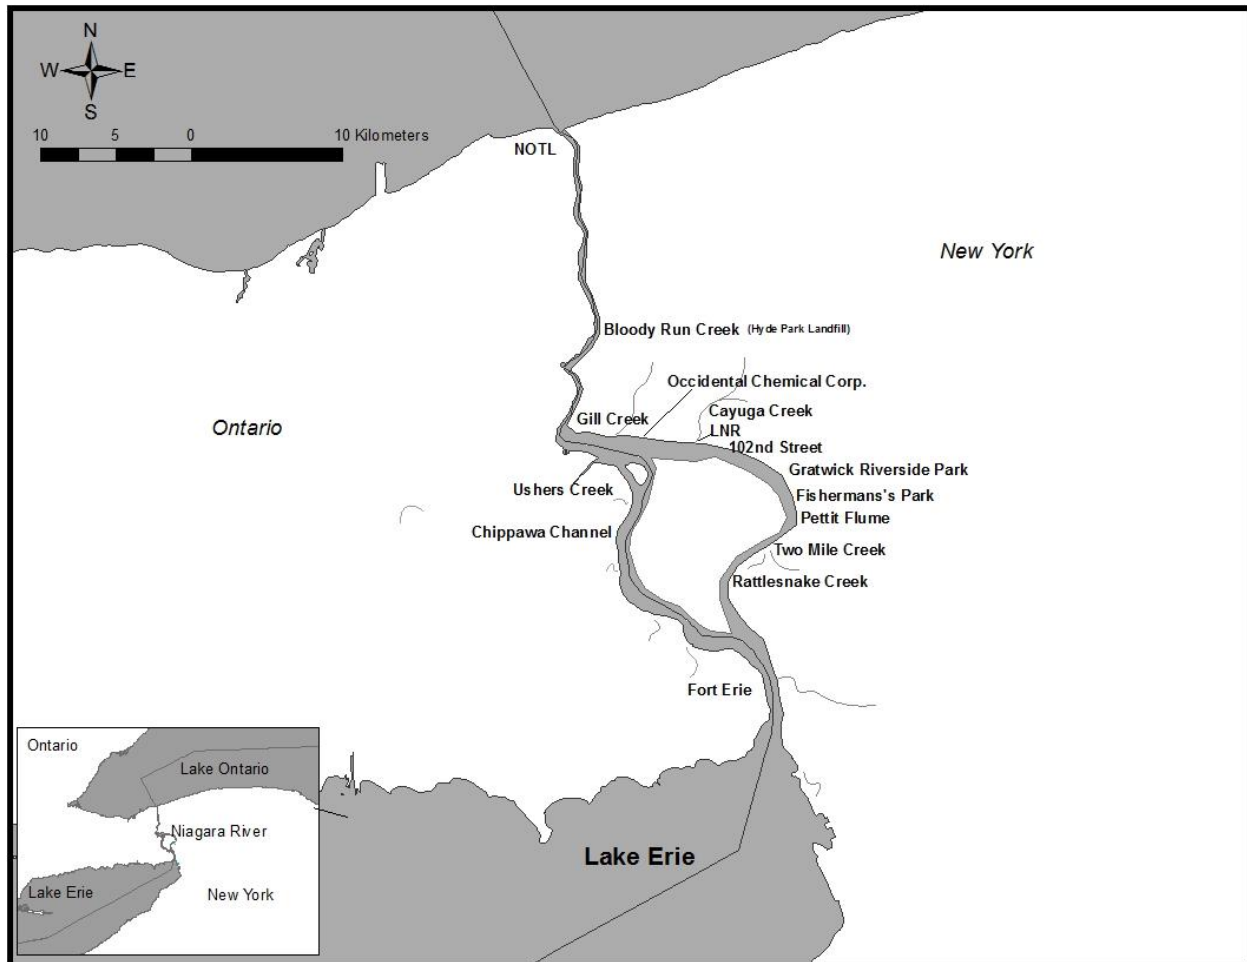 N
W E
S
10 5 0 10 Kilometers
NOTL
New York
Bloody Run Creek (Hyde Park Landfill)
Occidental Chemical Corp.
Gill Creek
Cayuga Creek
Ontario
LNR
102nd Street
Gratwick Riverside Park
Ushers Creek
Fishermans's Park
Pettit Flume
Chippawa Channel
Two Mile Creek
Rattlesnake Creek
Fort Erie
Lake Erie
Ontario
Lake Ontario
Niagara River
Lake Erie
New York